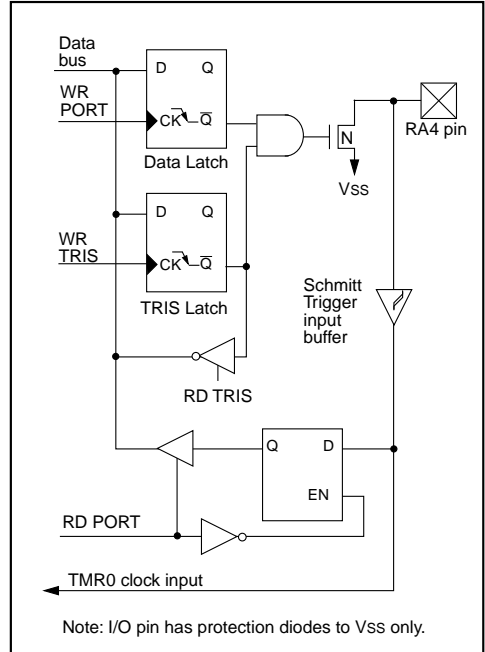 Data
bus
D Q
WR
PORT
CK Q
N
RA4 pin
Data Latch
VSS
D Q
WR
TRIS
CK Q
TRIS Latch
Schmitt
Trigger
input
buffer
RD TRIS
Q D
EN
RD PORT
TMR0 clock input
Note: I/O pin has protection diodes to VSS only.